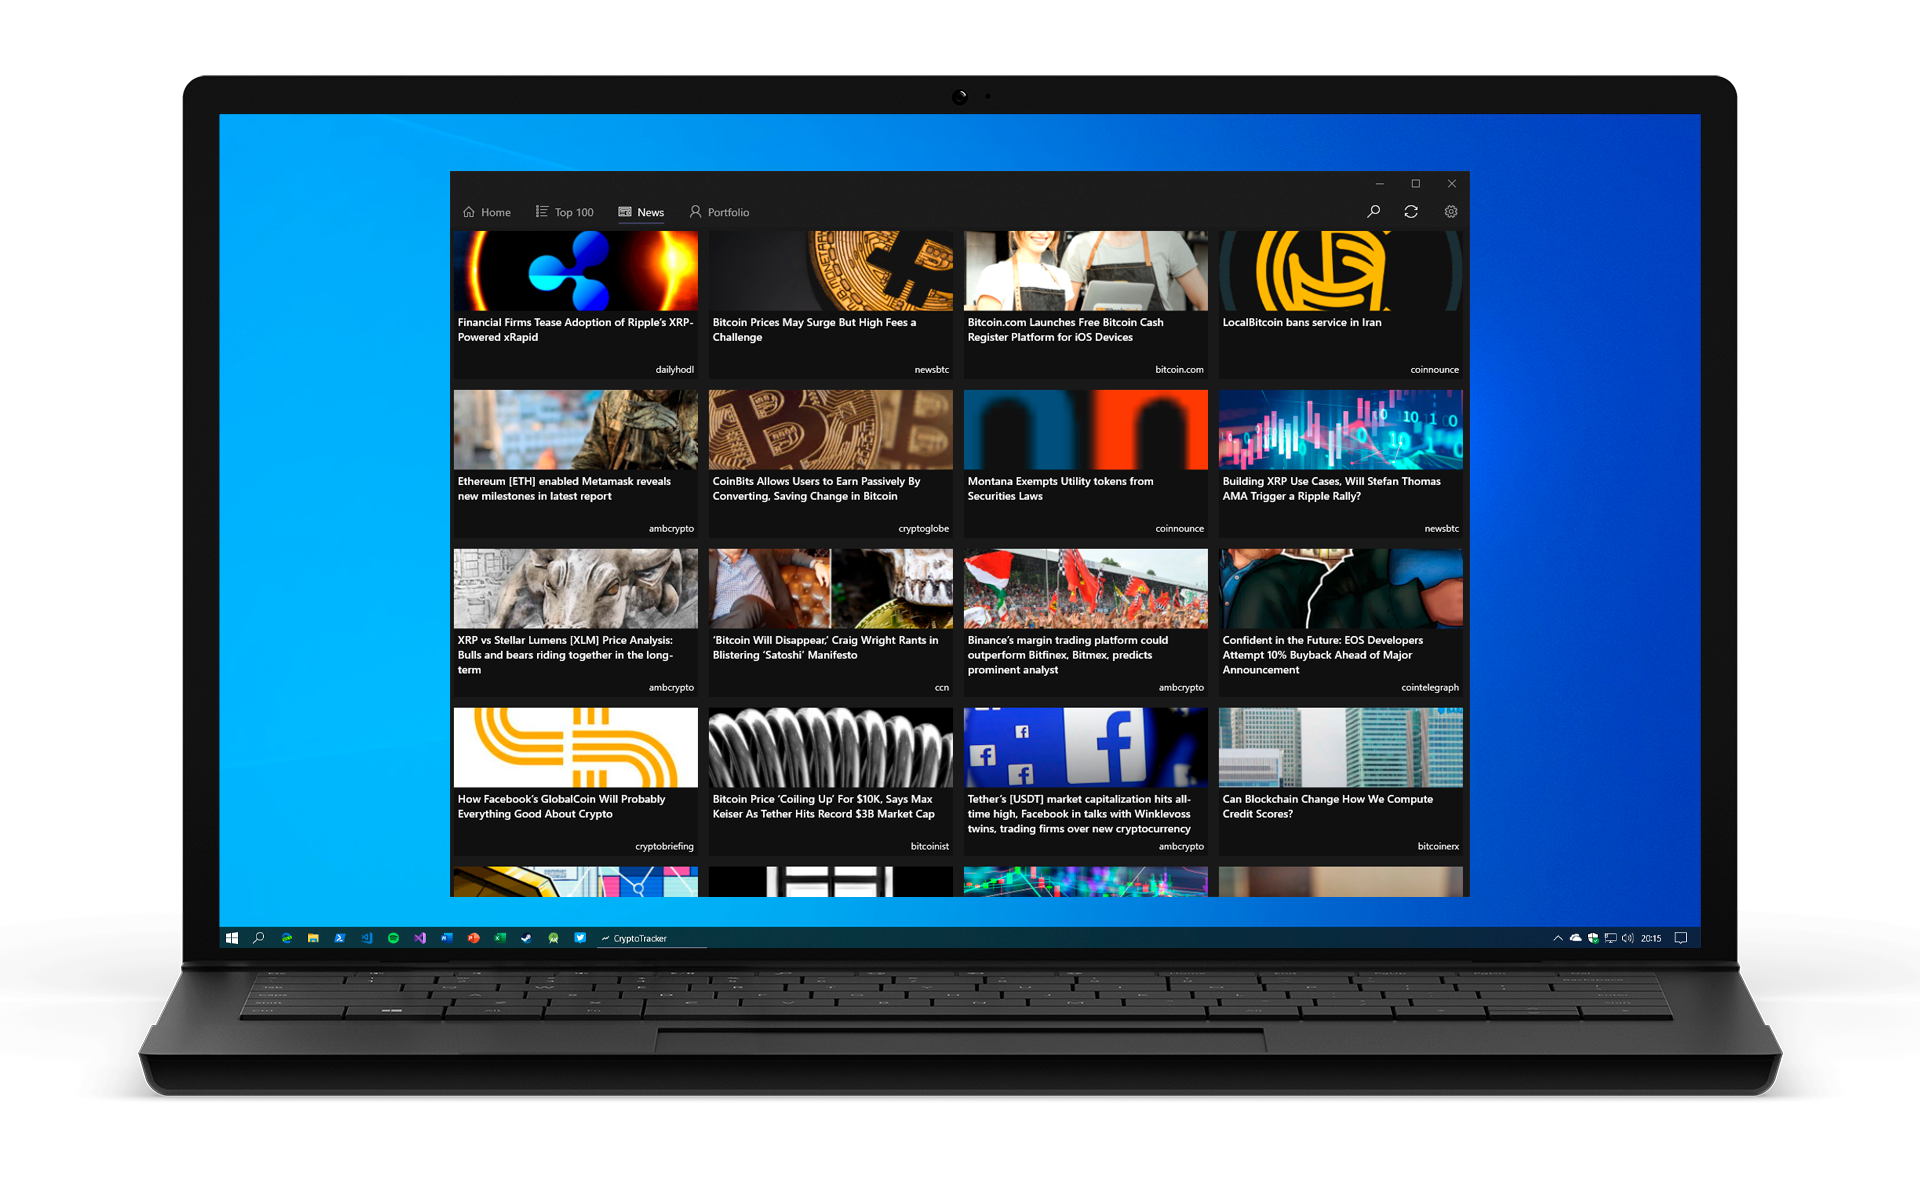 Home
Top 100
News
Portfolio
Financial Firms Tease Adoption of Ripple's XRP-
Powered xRapid
dailyhodl
Bitcoin Prices May Surge But High Fees a
Challenge
newsbtc
Bitcoin.com Launches Free Bitcoin Cash
Register Platform for iOS Devices
bitcoin.com
LocalBitcoin bans service in Iran
coinnounce
Ethereum [ETH] enabled Metamask reveals
new milestones in latest report
ambcrypto
CoinBits Allows Users to Earn Passively By
Converting, Saving Change in Bitcoin
cryptoglobe
Montana Exempts Utility tokens from
Securities Laws
coinnounce
Building XRP Use Cases, Will Stefan Thomas
AMA Trigger a Ripple Rally?
newsbtc
XRP vs Stellar Lumens [XLM] Price Analysis:
Bulls and bears riding together in the long-
term
ambcrypto
'Bitcoin Will Disappear,' Craig Wright Rants in
Blistering 'Satoshi' Manifesto
ccn
Binance's margin trading platform could
outperform Bitfinex, Bitmex, predicts
prominent analyst
ambcrypto
Confident in the Future: EOS Developers
Attempt 10% Buyback Ahead of Major
Announcement
cointelegraph
How Facebook's GlobalCoin Will Probably
Everything Good About Crypto
cryptobriefing
Bitcoin Price 'Coiling Up' For $10K, Says Max
Keiser As Tether Hits Record $3B Market Cap
bitcoinist
Tether's [USDT] market capitalization hits all-
time high, Facebook in talks with Winklevoss
twins, trading firms over new cryptocurrency
ambcrypto
Can Blockchain Change How We Compute
Credit Scores?
bitcoinerx
CryptoTracker
20:15